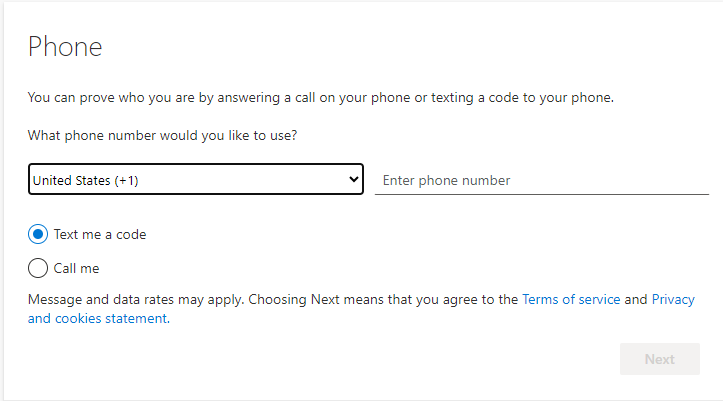 Phone
You can prove who you are by answering a call on your phone or texting a code to your phone.
What phone number would you like to use?
United States (+1)
Enter phone number
Text me a code
Call me
Message and data rates may apply. Choosing Next means that you agree to the Terms of service and Privacy
and cookies statement.
Next